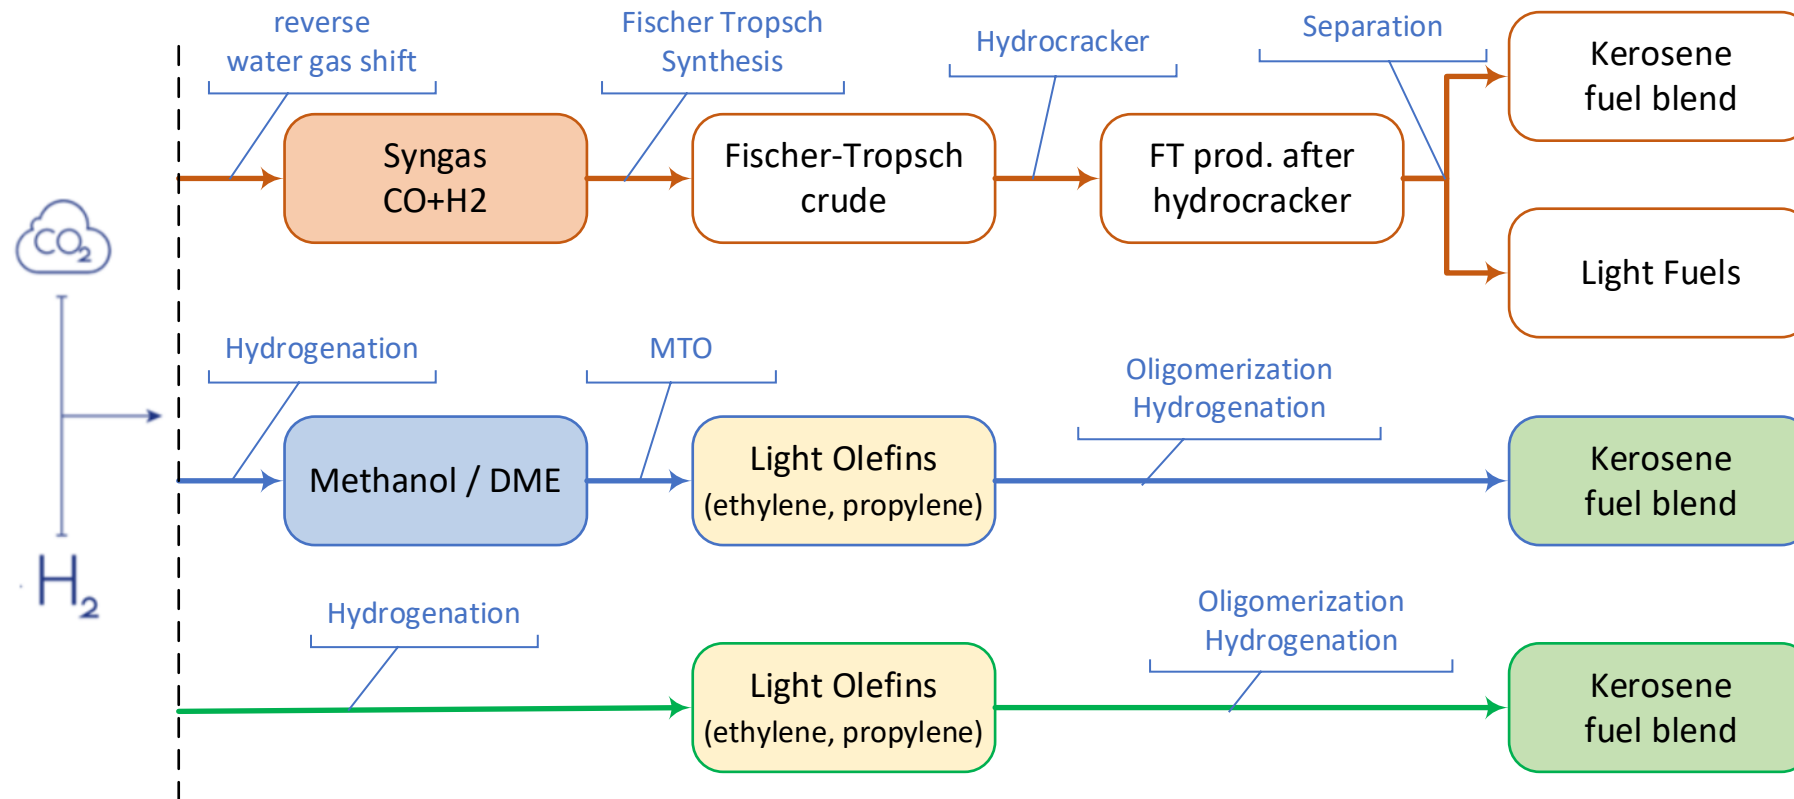 reverse
water gas shift
Fischer Tropsch
Synthesis
Hydrocracker
Separation
Syngas
CO+H2
Fischer-Tropsch
crude
FT prod. after
hydrocracker
Kerosene
fuel blend
Light Fuels
CO2
H2
Hydrogenation
MTO
Oligomerization
Hydrogenation
Methanol / DME
Light Olefins
(ethylene, propylene)
Kerosene
fuel blend
Hydrogenation
Oligomerization
Hydrogenation
Light Olefins
(ethylene, propylene)
Kerosene
fuel blend